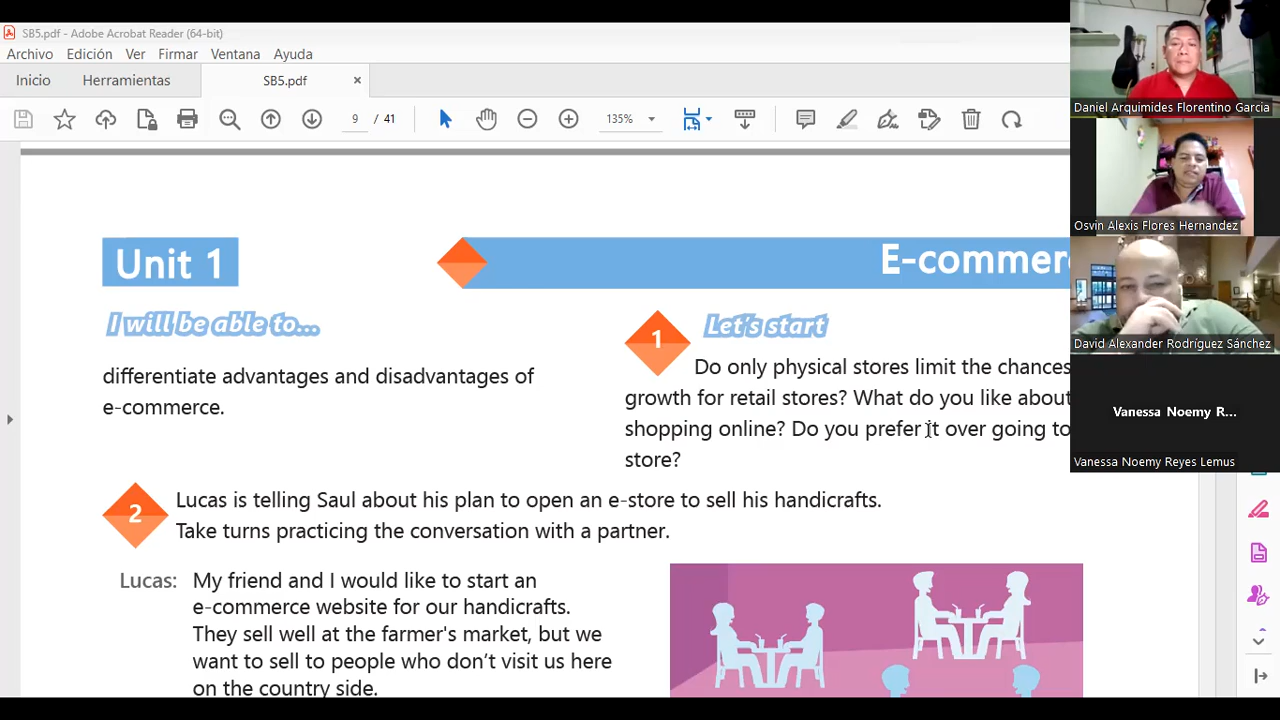 SB5.pdf - Adobe Acrobat Reader (64-bit)
Archivo Edición Ver Firmar Ventana Ayuda
Inicio Herramientas SB5.pdf ×
9 / 41 135%
Unit 1
E-commer
I will be able to...
differentiate advantages and disadvantages of
e-commerce.
1
Let's start
Do only physical stores limit the chances
growth for retail stores? What do you like about
shopping online? Do you prefer it over going to
store?
2
Lucas is telling Saul about his plan to open an e-store to sell his handicrafts.
Take turns practicing the conversation with a partner.
Lucas: My friend and I would like to start an
e-commerce website for our handicrafts.
They sell well at the farmer's market, but we
want to sell to people who don't visit us here
on the country side.
Daniel Arquimides Florentino Garcia
Osvin Alexis Flores Hernandez
David Alexander Rodríguez Sánchez
Vanessa Noemy R...
Vanessa Noemy Reyes Lemus